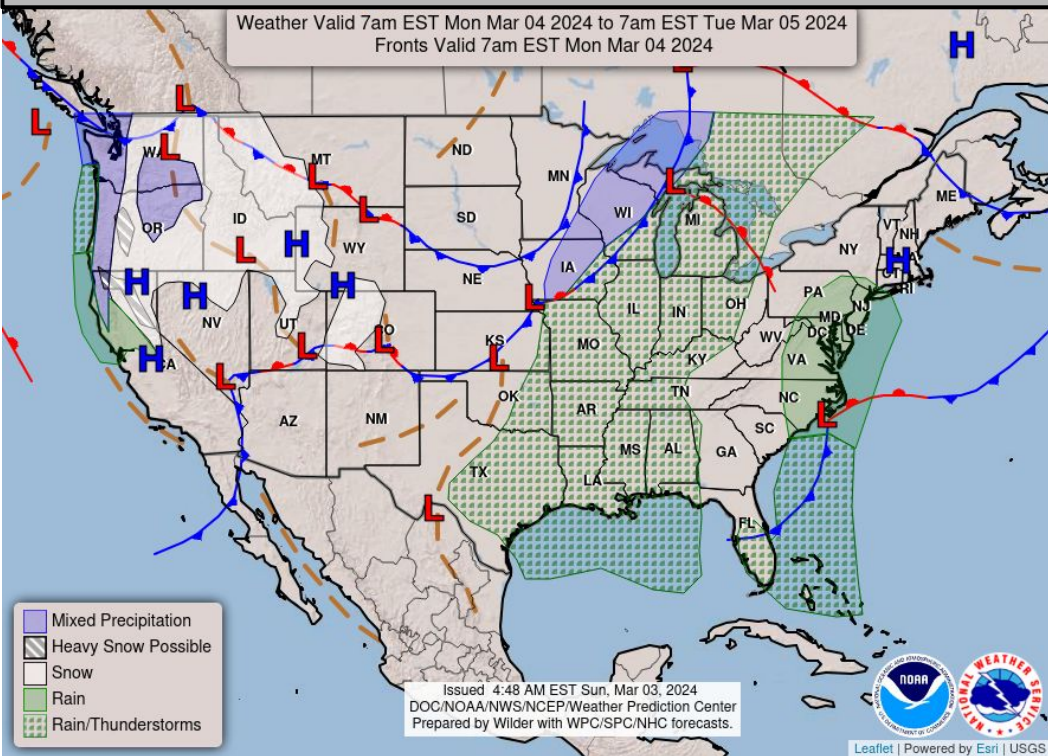 Weather Valid 7am EST Mon Mar 04 2024 to 7am EST Tue Mar 05 2024
Fronts Valid 7am EST Mon Mar 04 2024
H
L
L
L
L
WA
MT
ND
MN
L
L
WI
MI
ME
VT
NH
OR
ID
L
SD
L
H
WY
NY
H
CT
RI
H
H
H
NE
IA
L
PA
NJ
NV
UT
IL
IN
OH
MD
DC
DE
H
CA
L
L
L
KS
L
MO
WV
VA
KY
AZ
NM
OK
AR
TN
NC
L
SC
TX
MS
AL
GA
LA
L
FL
Mixed Precipitation
Heavy Snow Possible
Snow
Rain
Rain/Thunderstorms
Issued 4:48 AM EST Sun, Mar 03, 2024
DOC/NOAA/NWS/NCEP/Weather Prediction Center
Prepared by Wilder with WPC/SPC/NHC forecasts.
NOAA
NATIONAL WEATHER SERVICE
Leaflet | Powered by Esri | USGS